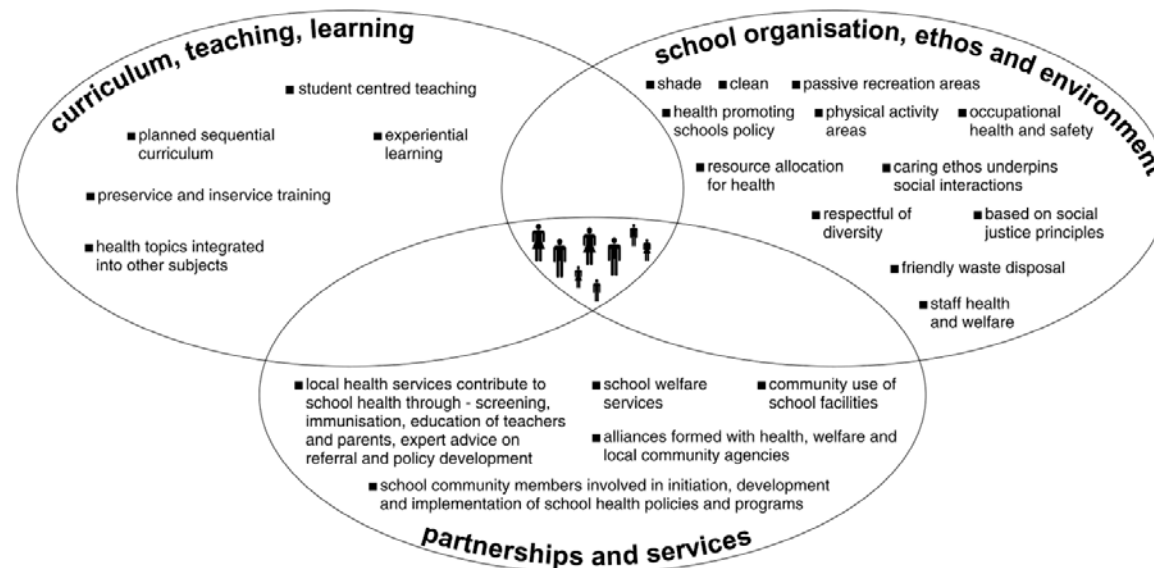 curriculum, teaching, learning
■ student centred teaching
■ planned sequential
curriculum
■ experiential
learning
■ preservice and inservice training
■ health topics integrated
into other subjects
school organisation, ethos and environment
■ shade ■ clean ■ passive recreation areas
■ health promoting
schools policy
■ physical activity
areas
■ occupational
health and safety
■ resource allocation
for health
■ caring ethos underpins
social interactions
■ respectful of
diversity
■ based on social
justice principles
■ friendly waste disposal
■ staff health
and welfare
■ local health services contribute to
school health through - screening,
immunisation, education of teachers
and parents, expert advice on
referral and policy development
■ school welfare
services
■ community use of
school facilities
■ alliances formed with health, welfare and
local community agencies
■ school community members involved in initiation, development
and implementation of school health policies and programs
partnerships and services